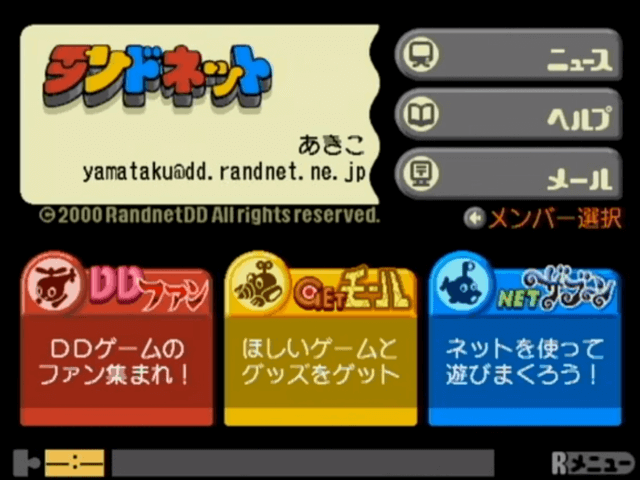 ランドネット
あきこ
yamataku@dd.randnet.ne.jp
©2000 RandnetDD All rights reserved.
ニュース
ヘルプ
メール
メンバー選択
DDファン
DDゲームの
ファン集まれ！
GETモール
ほしいゲームと
グッズをゲット
NETザブーン
ネットを使って
遊びまくろう！
--:--
Rメニュー